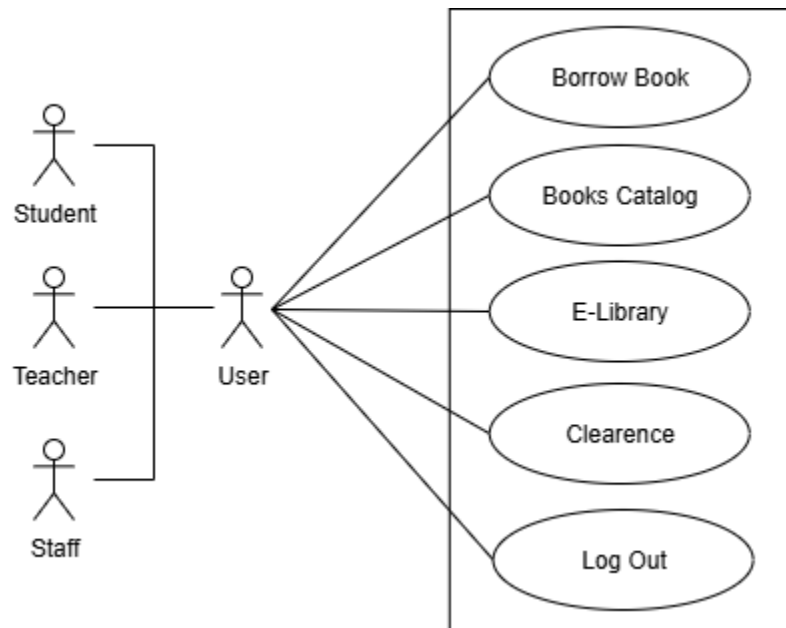 Borrow Book
Student
Books Catalog
Teacher
User
E-Library
Clearence
Staff
Log Out